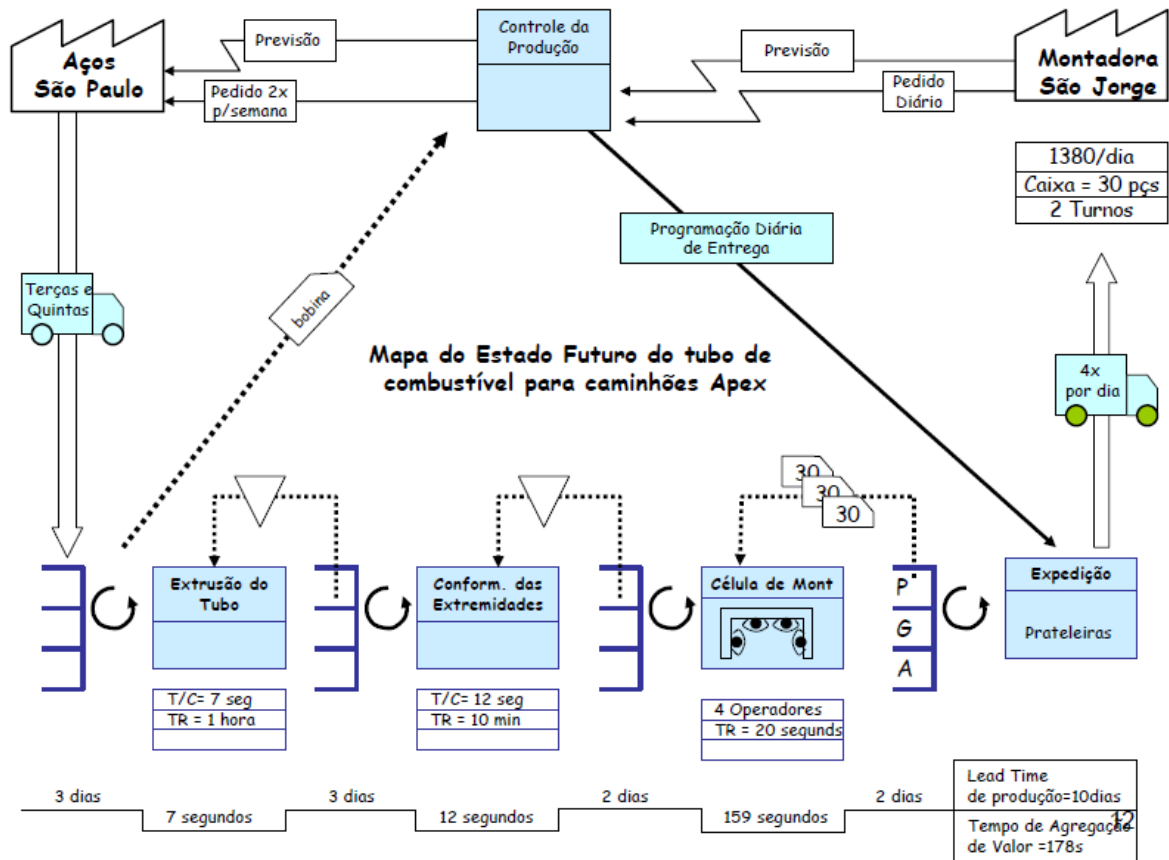 Aços
São Paulo
Previsão
Pedido 2x
p/semana
Controle da
Produção
Previsão
Pedido
Diário
Montadora
São Jorge
1380/dia
Caixa = 30 pçs
2 Turnos
Programação Diária
de Entrega
Terças e
Quintas
bobina
Mapa do Estado Futuro do tubo de
combustível para caminhões Apex
4x
por dia
30
30
30
Extrusão do
Tubo
Conform. das
Extremidades
Célula de Mont
P
G
A
Expedição
Prateleiras
T/C= 7 seg
TR = 1 hora
T/C= 12 seg
TR = 10 min
4 Operadores
TR = 20 segunds
3 dias
7 segundos
3 dias
12 segundos
2 dias
159 segundos
2 dias
Lead Time
de produção=10dias
12
Tempo de Agregação
de Valor =178s